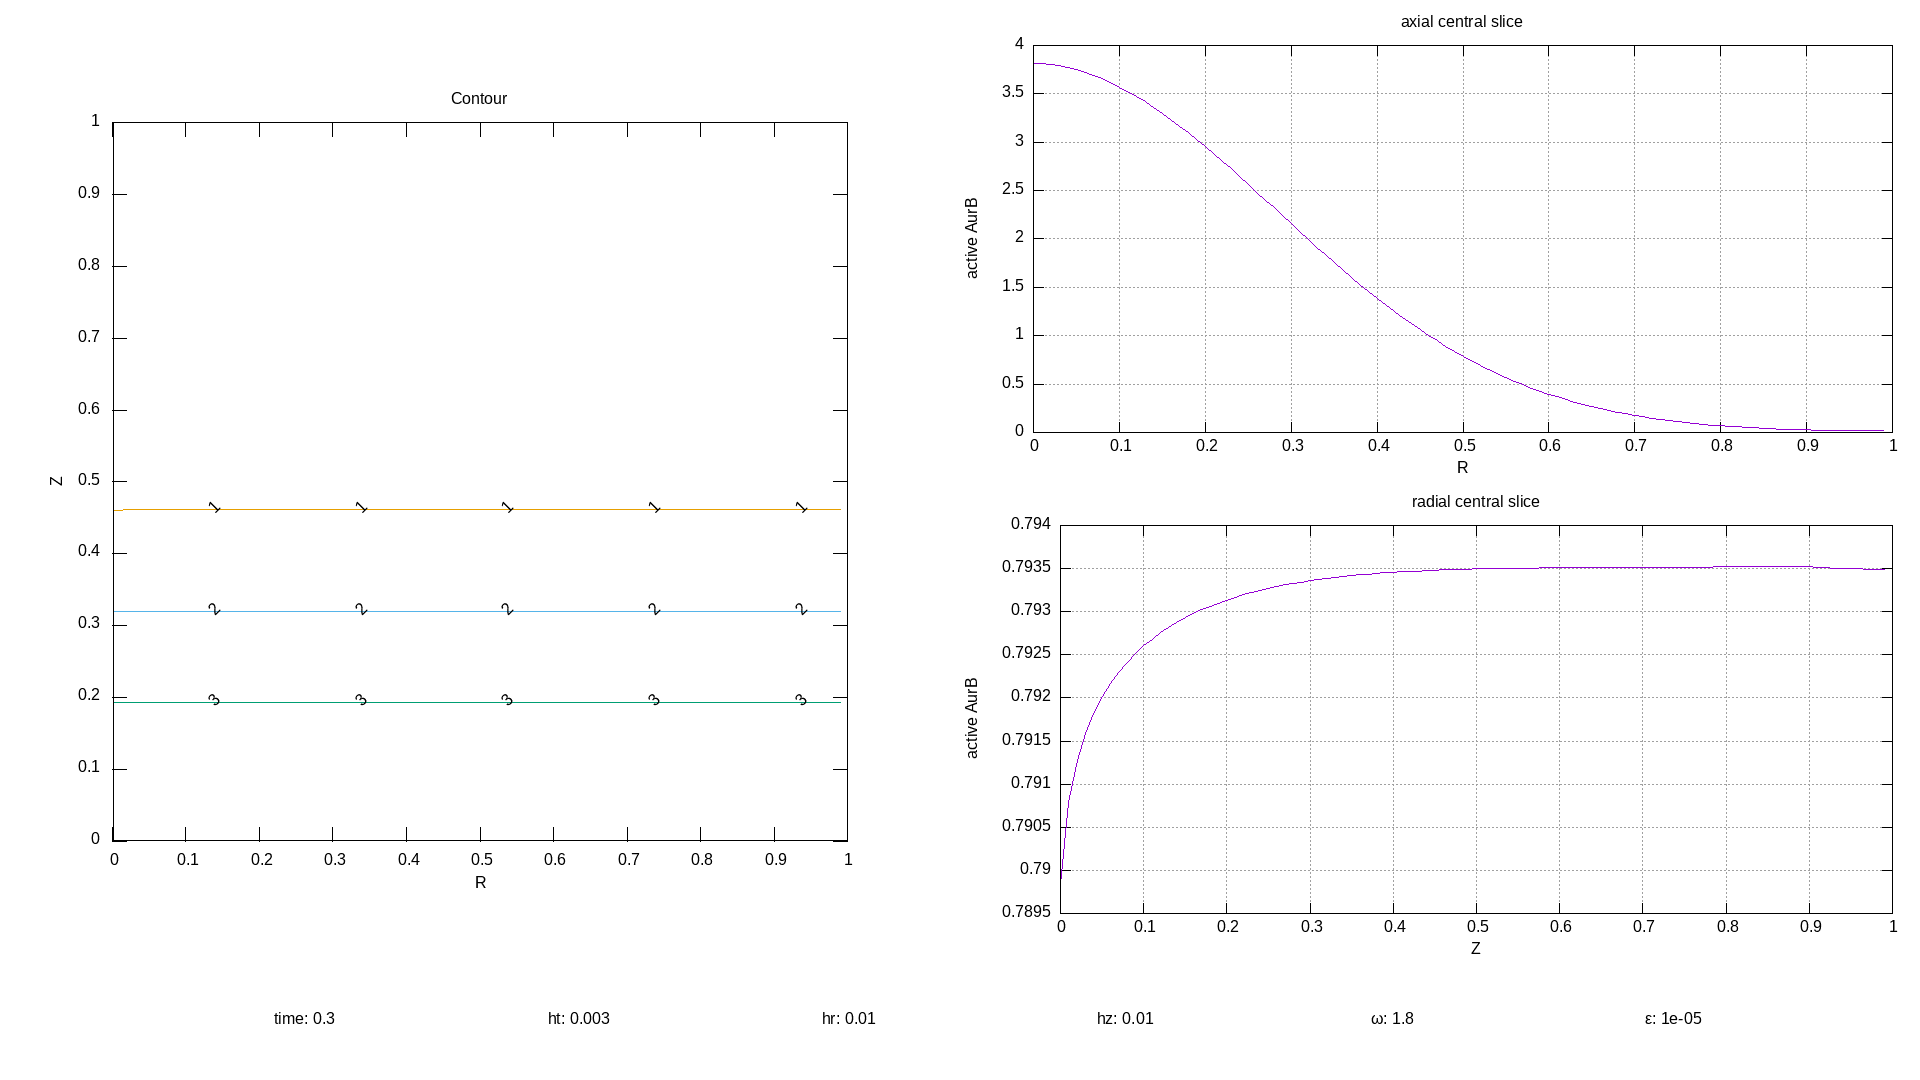 Contour
1
0.9
0.8
0.7
0.6
0.5
0.4
0.3
0.2
0.1
0
Z
1 1 1 1 1
2 2 2 2 2
3 3 3 3 3
0 0.1 0.2 0.3 0.4 0.5 0.6 0.7 0.8 0.9 1
R
axial central slice
4
3.5
3
2.5
2
1.5
1
0.5
0
active AurB
0 0.1 0.2 0.3 0.4 0.5 0.6 0.7 0.8 0.9 1
R
radial central slice
0.794
0.7935
0.793
0.7925
0.792
0.7915
0.791
0.7905
0.79
0.7895
active AurB
0 0.1 0.2 0.3 0.4 0.5 0.6 0.7 0.8 0.9 1
Z
time: 0.3 ht: 0.003 hr: 0.01 hz: 0.01 ω: 1.8 ε: 1e-05